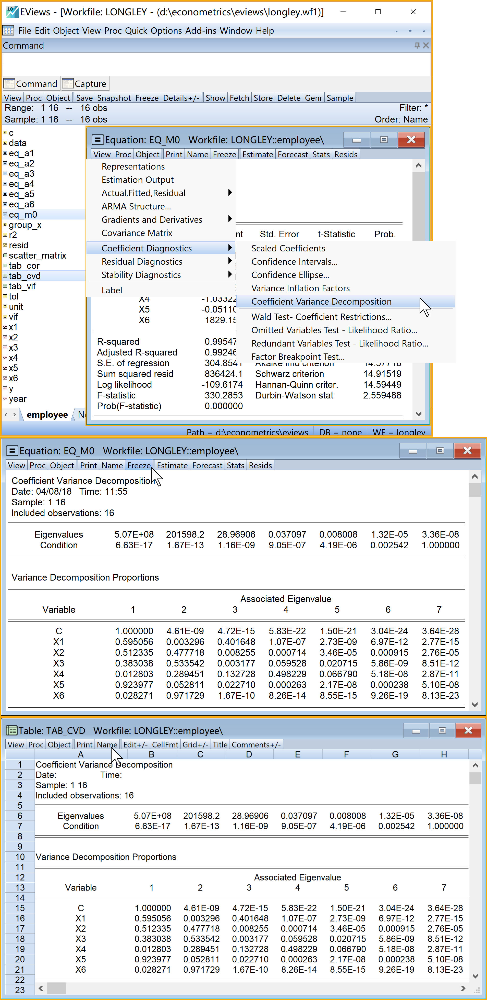 EViews - [Workfile: LONGLEY - (d:\econometrics\eviews\longley.wf1)]
File Edit Object View Proc Quick Options Add-ins Window Help
Command
Command Capture
View Proc Object Save Snapshot Freeze Details+/- Show Fetch Store Delete Genr Sample
Range: 1 16 -- 16 obs Filter: *
Sample: 1 16 -- 16 obs Order: Name
c
data
eq_a1
eq_a2
eq_a3
eq_a4
eq_a5
eq_a6
eq_m0
group_x
r2
resid
scatter_matrix
tab_cor
tab_cvd
tab_vif
tol
unit
vif
x1
x2
x3
x4
x5
x6
y
year
employee
Equation: EQ_M0 Workfile: LONGLEY::employee\
View Proc Object Print Name Freeze Estimate Forecast Stats Resids
Representations
Estimation Output
Actual,Fitted,Residual
ARMA Structure...
Gradients and Derivatives
Covariance Matrix
Coefficient Diagnostics
Residual Diagnostics
Stability Diagnostics
Label
nt Std. Error t-Statistic Prob.
Scaled Coefficients
Confidence Intervals...
Confidence Ellipse...
Variance Inflation Factors
Coefficient Variance Decomposition
Wald Test- Coefficient Restrictions...
Omitted Variables Test - Likelihood Ratio...
Redundant Variables Test - Likelihood Ratio...
Factor Breakpoint Test...
X4 -1.03322
X5 -0.05110
X6 1829.15
R-squared 0.99547
Adjusted R-squared 0.99246
S.E. of regression 304.8541 Akaike info criterion 14.57718
Sum squared resid 836424.1 Schwarz criterion 14.91519
Log likelihood -109.6174 Hannan-Quinn criter. 14.59449
F-statistic 330.2853 Durbin-Watson stat 2.559488
Prob(F-statistic) 0.000000
Path = d:\econometrics\eviews DB = none WF = longley
Equation: EQ_M0 Workfile: LONGLEY::employee\
View Proc Object Print Name Freeze Estimate Forecast Stats Resids
Coefficient Variance Decomposition
Date: 04/08/18 Time: 11:55
Sample: 1 16
Included observations: 16
Eigenvalues 5.07E+08 201598.2 28.96906 0.037097 0.008008 1.32E-05 3.36E-08
Condition 6.63E-17 1.67E-13 1.16E-09 9.05E-07 4.19E-06 0.002542 1.000000
Variance Decomposition Proportions
Associated Eigenvalue
Variable 1 2 3 4 5 6 7
C 1.000000 4.61E-09 4.72E-15 5.83E-22 1.50E-21 3.04E-24 3.64E-28
X1 0.595056 0.003296 0.401648 1.07E-07 2.73E-09 6.97E-12 2.77E-15
X2 0.512335 0.477718 0.008255 0.000714 3.46E-05 0.000915 2.76E-05
X3 0.383038 0.533542 0.003177 0.059528 0.020715 5.86E-09 8.51E-12
X4 0.012803 0.289451 0.132728 0.498229 0.066790 5.18E-08 2.87E-11
X5 0.923977 0.052811 0.022710 0.000263 2.17E-08 0.000238 5.10E-08
X6 0.028271 0.971729 1.67E-10 8.26E-14 8.55E-15 9.26E-19 8.13E-23
Table: TAB_CVD Workfile: LONGLEY::employee\
View Proc Object Print Name Edit+/- CellFmt Grid+/- Title Comments+/-
A B C D E F G H
1 Coefficient Variance Decomposition
2 Date: Time:
3 Sample: 1 16
4 Included observations: 16
5
6 Eigenvalues 5.07E+08 201598.2 28.96906 0.037097 0.008008 1.32E-05 3.36E-08
7 Condition 6.63E-17 1.67E-13 1.16E-09 9.05E-07 4.19E-06 0.002542 1.000000
8
9
10 Variance Decomposition Proportions
11
12 Associated Eigenvalue
13 Variable 1 2 3 4 5 6 7
14
15 C 1.000000 4.61E-09 4.72E-15 5.83E-22 1.50E-21 3.04E-24 3.64E-28
16 X1 0.595056 0.003296 0.401648 1.07E-07 2.73E-09 6.97E-12 2.77E-15
17 X2 0.512335 0.477718 0.008255 0.000714 3.46E-05 0.000915 2.76E-05
18 X3 0.383038 0.533542 0.003177 0.059528 0.020715 5.86E-09 8.51E-12
19 X4 0.012803 0.289451 0.132728 0.498229 0.066790 5.18E-08 2.87E-11
20 X5 0.923977 0.052811 0.022710 0.000263 2.17E-08 0.000238 5.10E-08
21 X6 0.028271 0.971729 1.67E-10 8.26E-14 8.55E-15 9.26E-19 8.13E-23
22
23